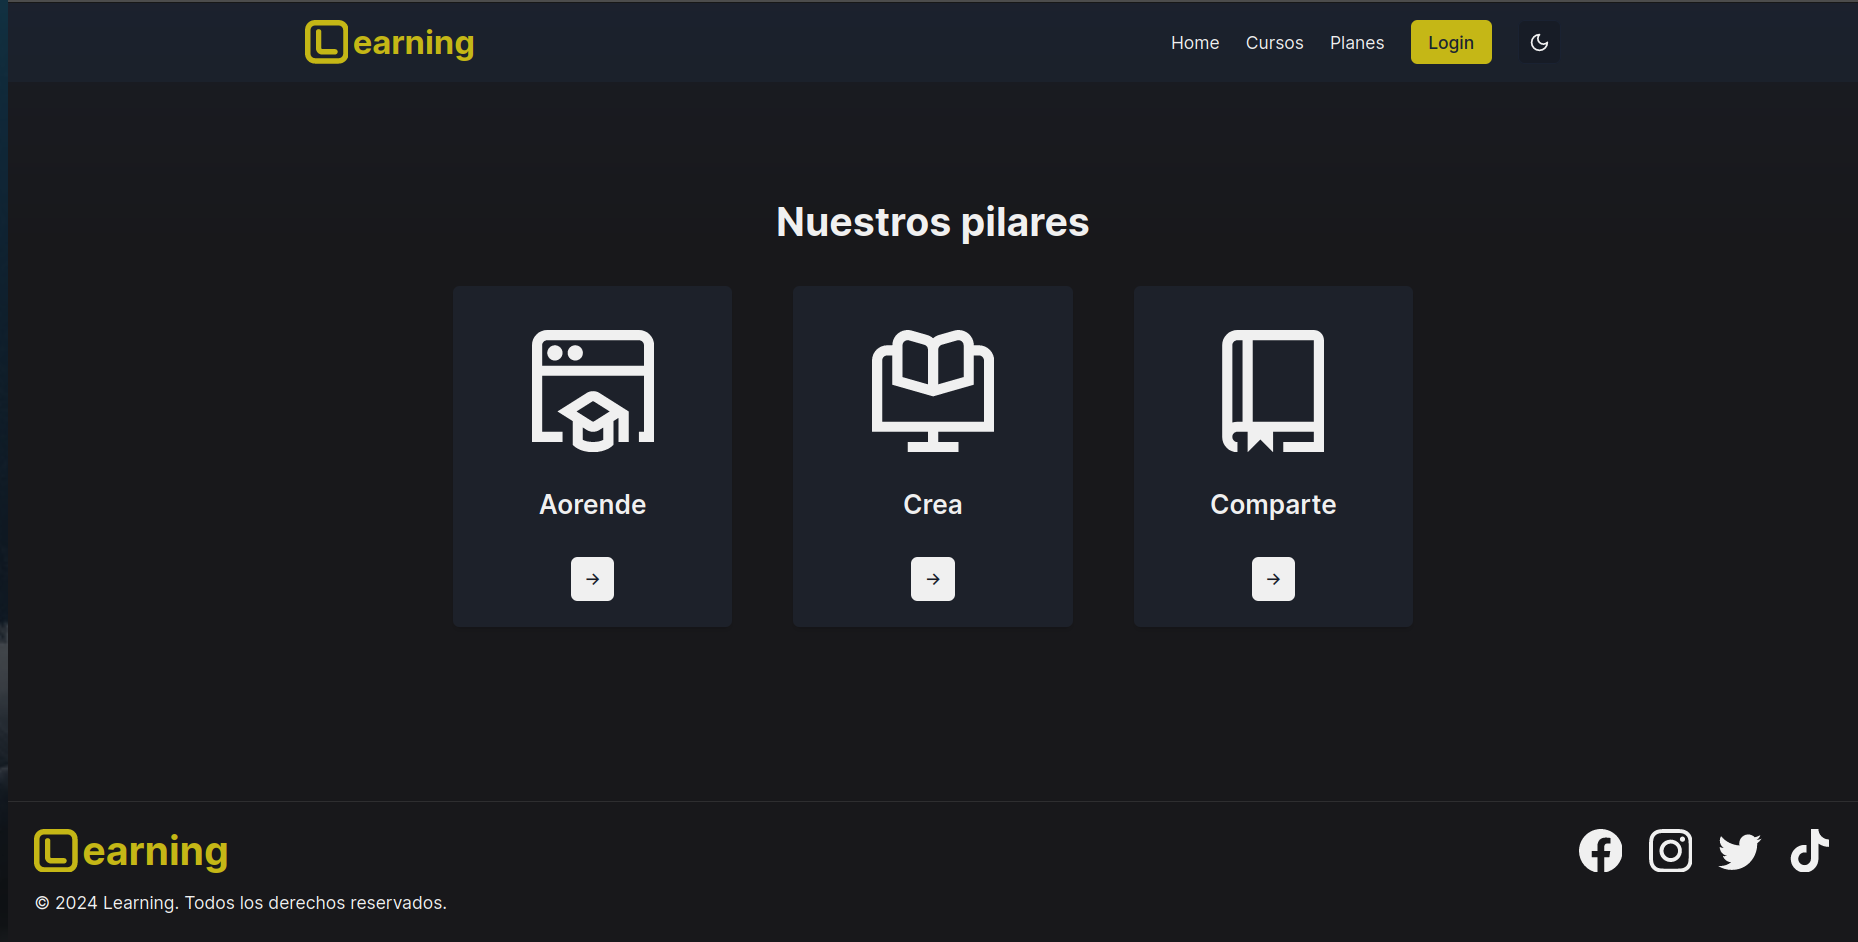 Learning
Home Cursos Planes Login
Nuestros pilares
Aorende
Crea
Comparte
Learning
© 2024 Learning. Todos los derechos reservados.